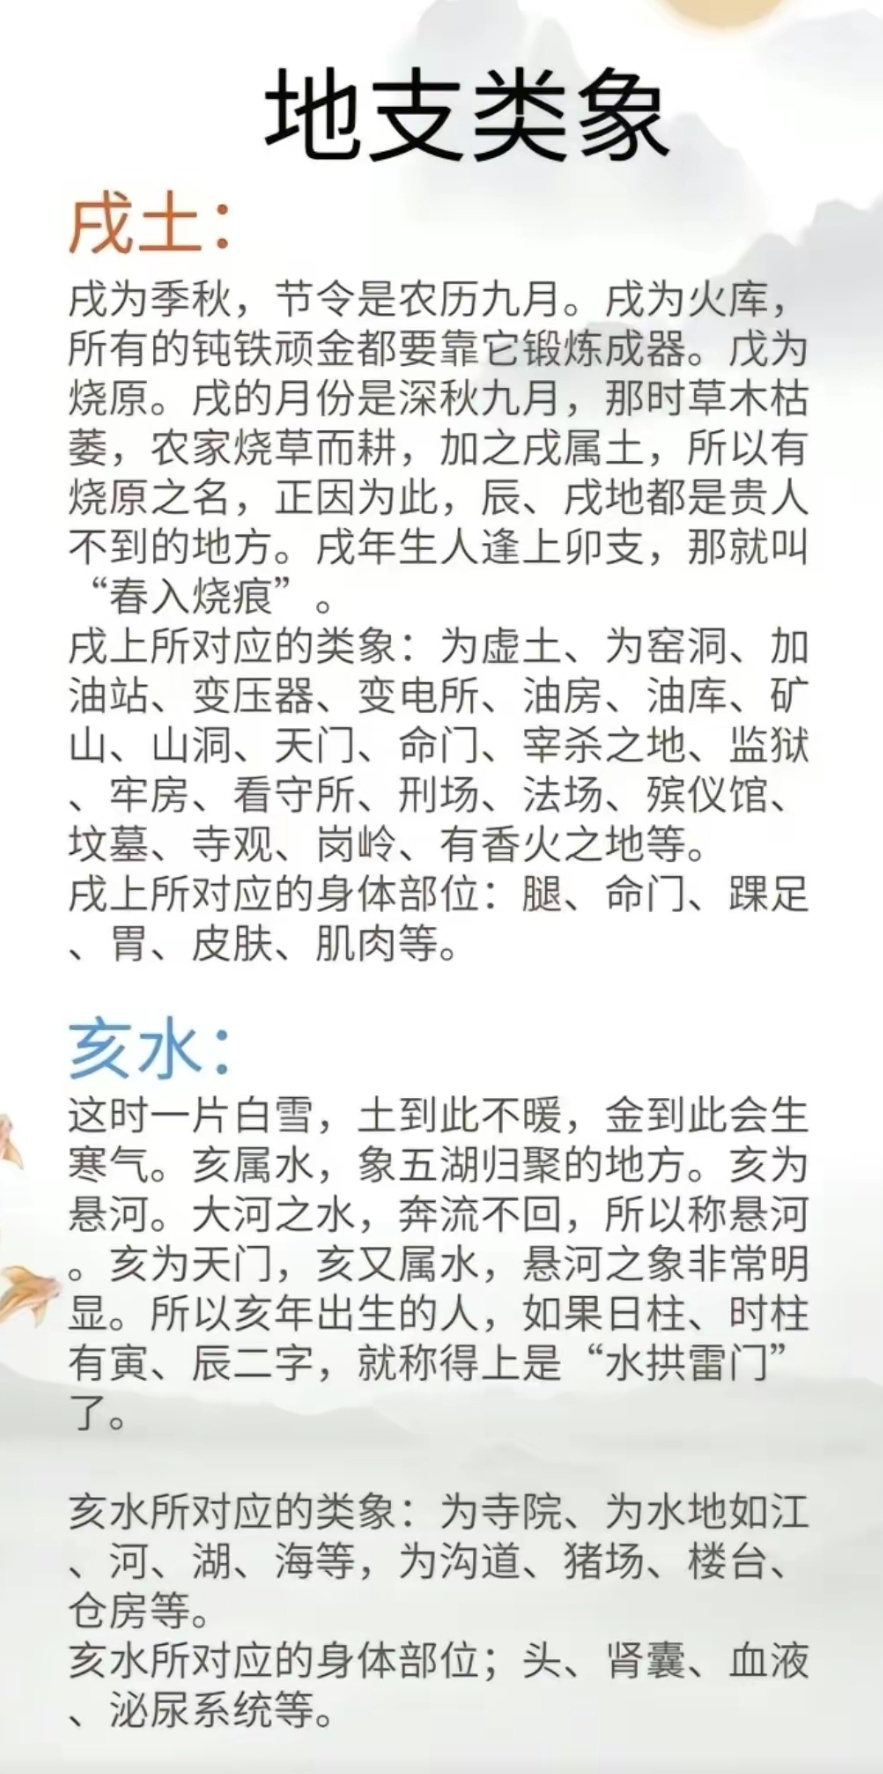 地支类象
戌土：
戌为季秋，节令是农历九月。戌为火库，
所有的钝铁顽金都要靠它锻炼成器。戊为
烧原。戌的月份是深秋九月，那时草木枯
萎，农家烧草而耕，加之戌属土，所以有
烧原之名，正因为此，辰、戌地都是贵人
不到的地方。戌年生人逢上卯支，那就叫
“春入烧痕”。
戌上所对应的类象：为虚土、为窑洞、加
油站、变压器、变电所、油房、油库、矿
山、山洞、天门、命门、宰杀之地、监狱
、牢房、看守所、刑场、法场、殡仪馆、
坟墓、寺观、岗岭、有香火之地等。
戌上所对应的身体部位：腿、命门、踝足
、胃、皮肤、肌肉等。
亥水：
这时一片白雪，土到此不暖，金到此会生
寒气。亥属水，象五湖归聚的地方。亥为
悬河。大河之水，奔流不回，所以称悬河
。亥为天门，亥又属水，悬河之象非常明
显。所以亥年出生的人，如果日柱、时柱
有寅、辰二字，就称得上是“水拱雷门”
了。
亥水所对应的类象：为寺院、为水地如江
、河、湖、海等，为沟道、猪场、楼台、
仓房等。
亥水所对应的身体部位；头、肾囊、血液
、泌尿系统等。